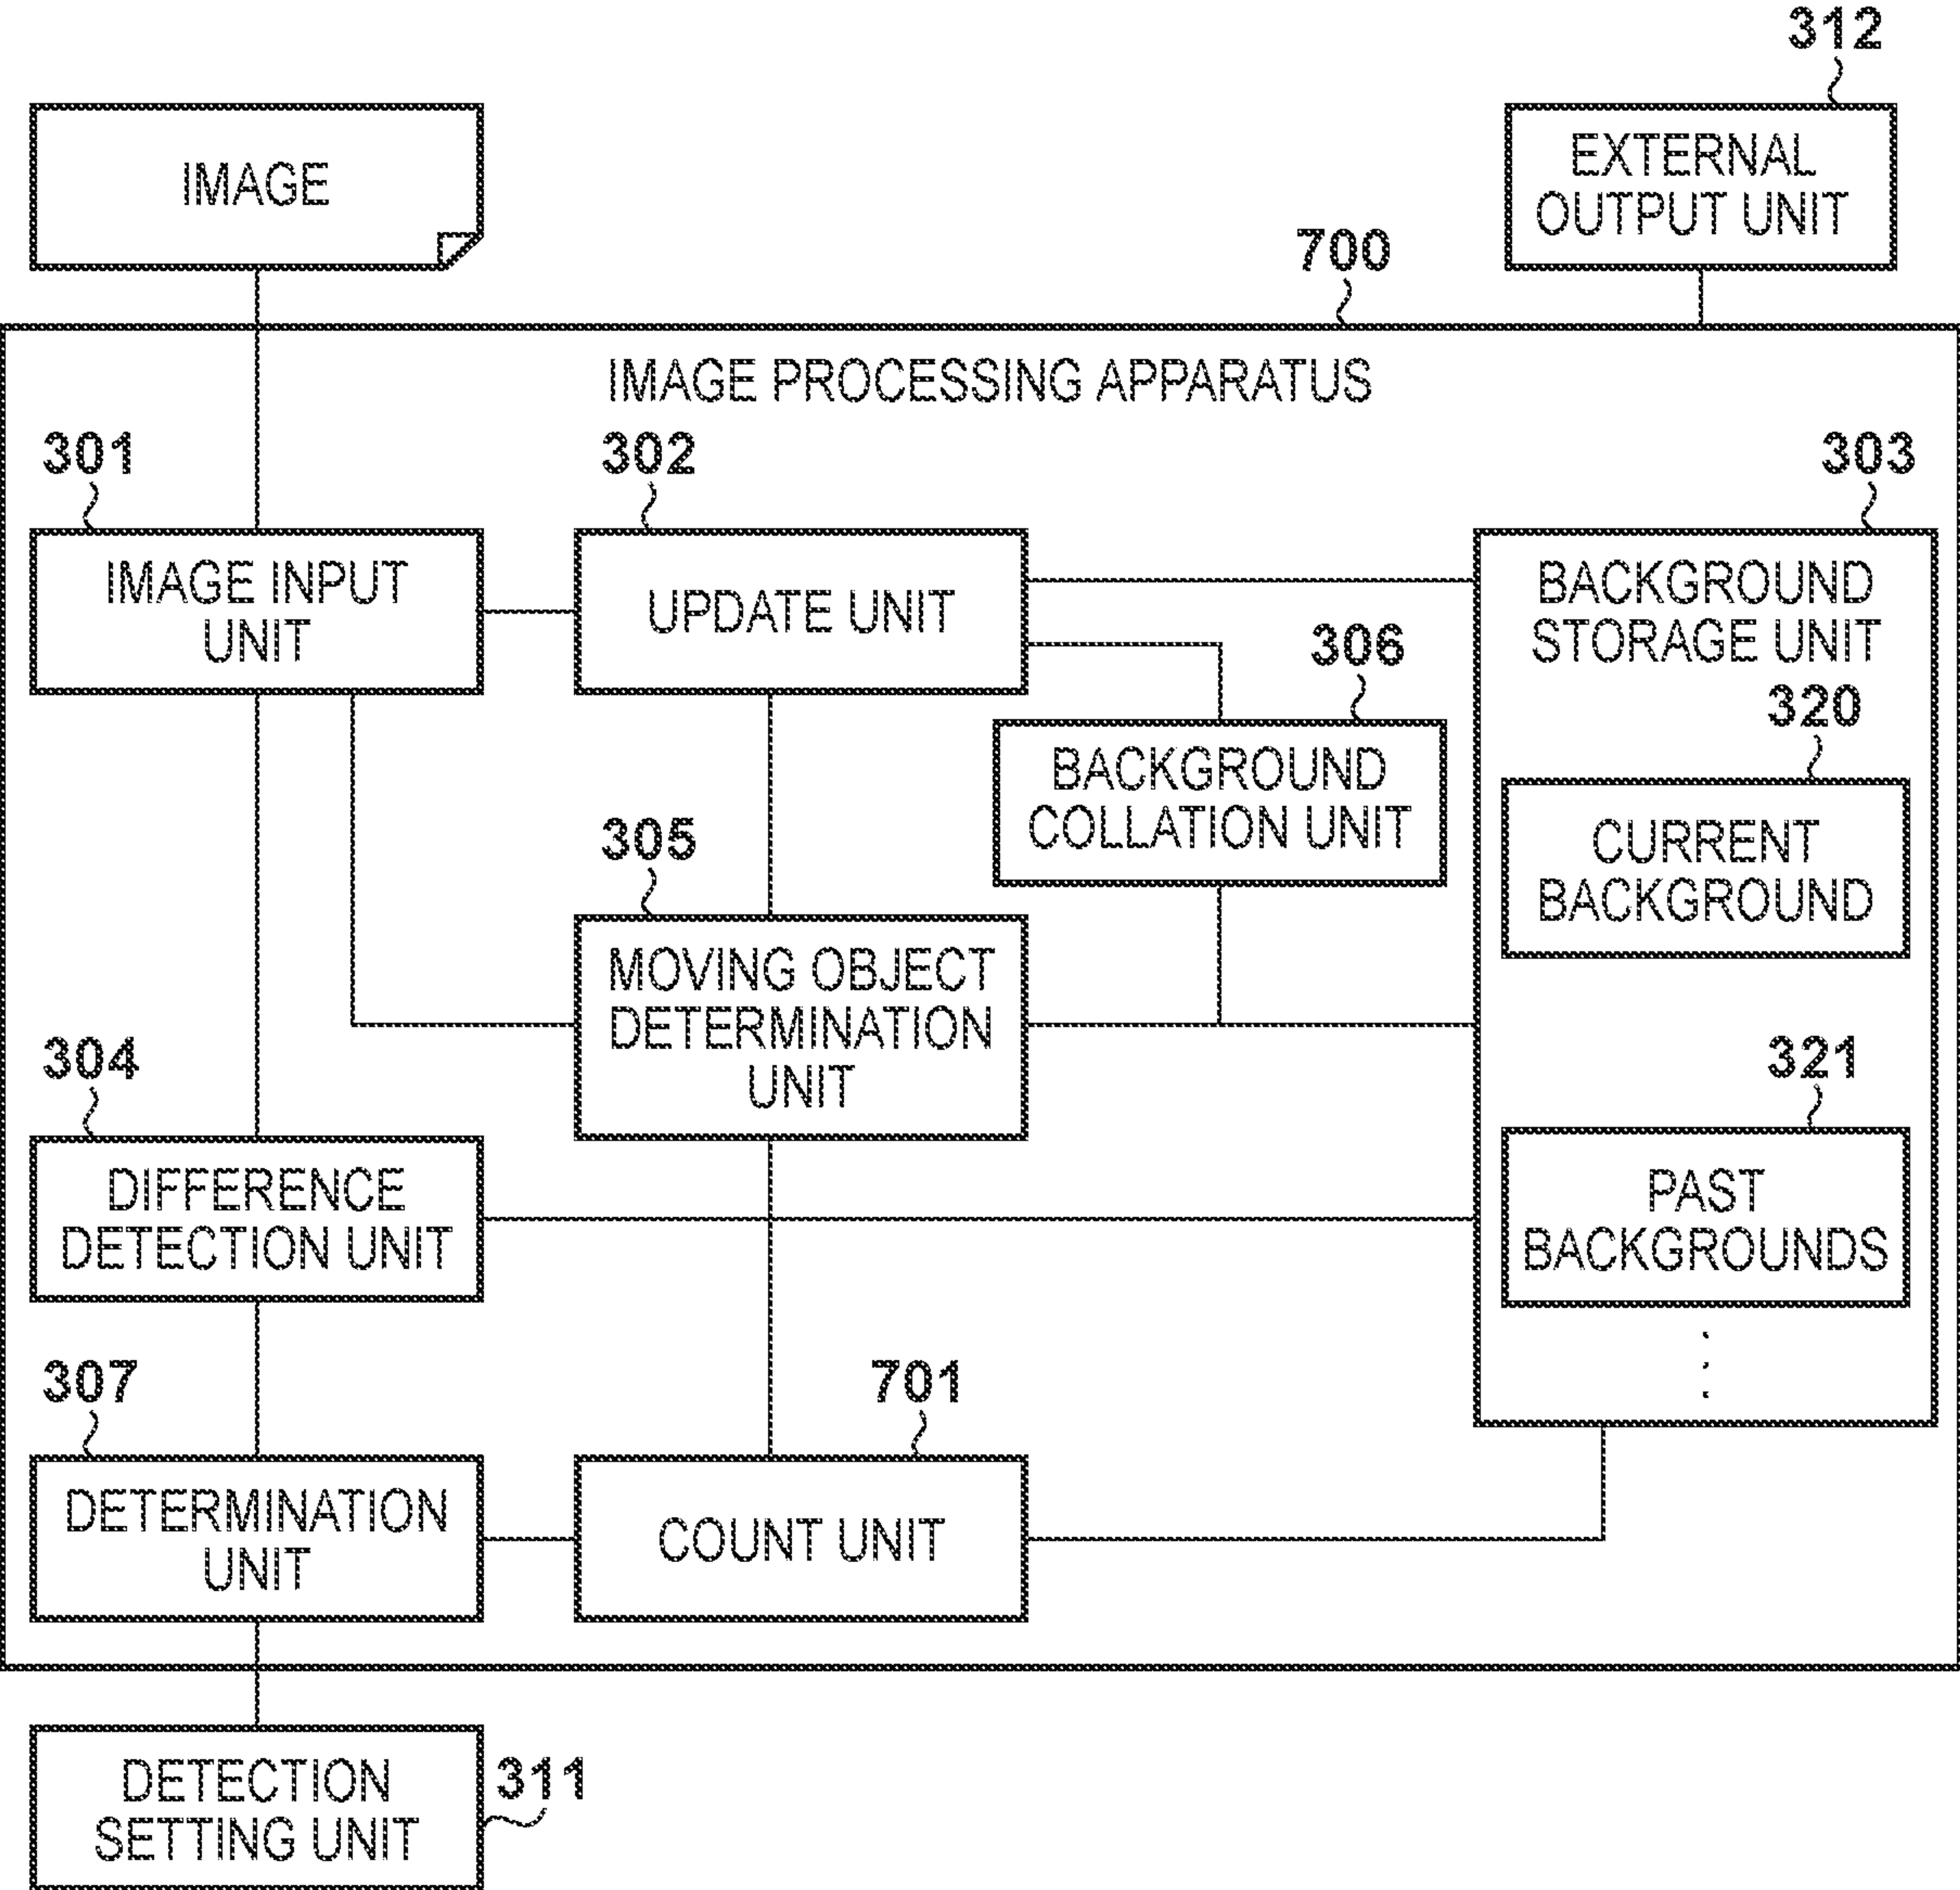 312
IMAGE
EXTERNAL
OUTPUT UNIT
700
IMAGE PROCESSING APPARATUS
301
302
303
IMAGE INPUT
UNIT
UPDATE UNIT
BACKGROUND
STORAGE UNIT
306
320
BACKGROUND
COLLATION UNIT
CURRENT
BACKGROUND
305
MOVING OBJECT
DETERMINATION
UNIT
304
321
DIFFERENCE
DETECTION UNIT
PAST
BACKGROUNDS
307
701
DETERMINATION
UNIT
COUNT UNIT
DETECTION
SETTING UNIT
311